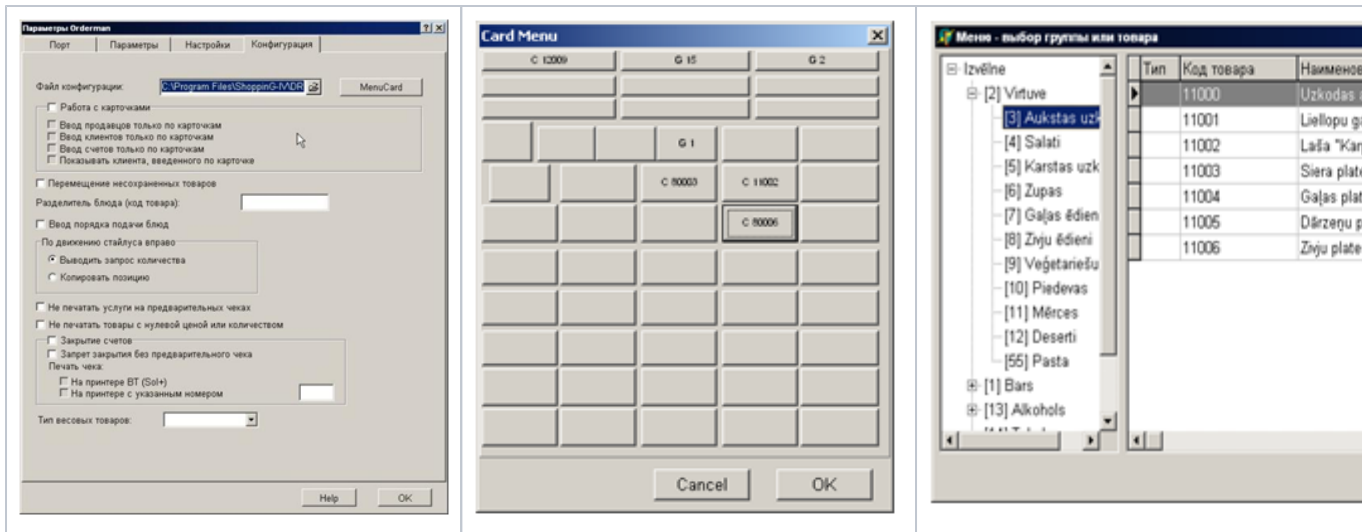 Параметры Orderman
Порт Параметры Настройки Конфигурация
Файл конфигурации: C:\Program Files\ShoppinG-IV\DR MenuCard
Работа с карточками
Ввод продавцов только по карточкам
Ввод клиентов только по карточкам
Ввод счетов только по карточкам
Показывать клиента, введенного по карточке
Перемещение несохраненных товаров
Разделитель блюда (код товара):
Ввод порядка подачи блюд
По движению стайлуса вправо
Выводить запрос количества
Копировать позицию
Не печатать услуги на предварительных чеках
Не печатать товары с нулевой ценой или количеством
Закрытие счетов
Запрет закрытия без предварительного чека
Печать чека:
На принтере BT (Sol+)
На принтере с указанным номером
Тип весовых товаров:
Help OK
Card Menu
C 12009 G 15 G 2
G 1
C 80003 C 11002
C 80006
Cancel OK
Меню - выбор группы или товара
Izvēlne
[2] Virtuve
[3] Aukstas uzk
[4] Salati
[5] Karstas uzk
[6] Zupas
[7] Gaļas ēdien
[8] Zivju ēdieni
[9] Veģetariešu
[10] Piedevas
[11] Mērces
[12] Deserti
[55] Pasta
[1] Bars
[13] Alkohols
Тип Код товара Наименов
11000 Uzkodas
11001 Liellopu ga
11002 Laša "Kar
11003 Siera plate
11004 Gaļas plat
11005 Dārzeņu p
11006 Zivju plate